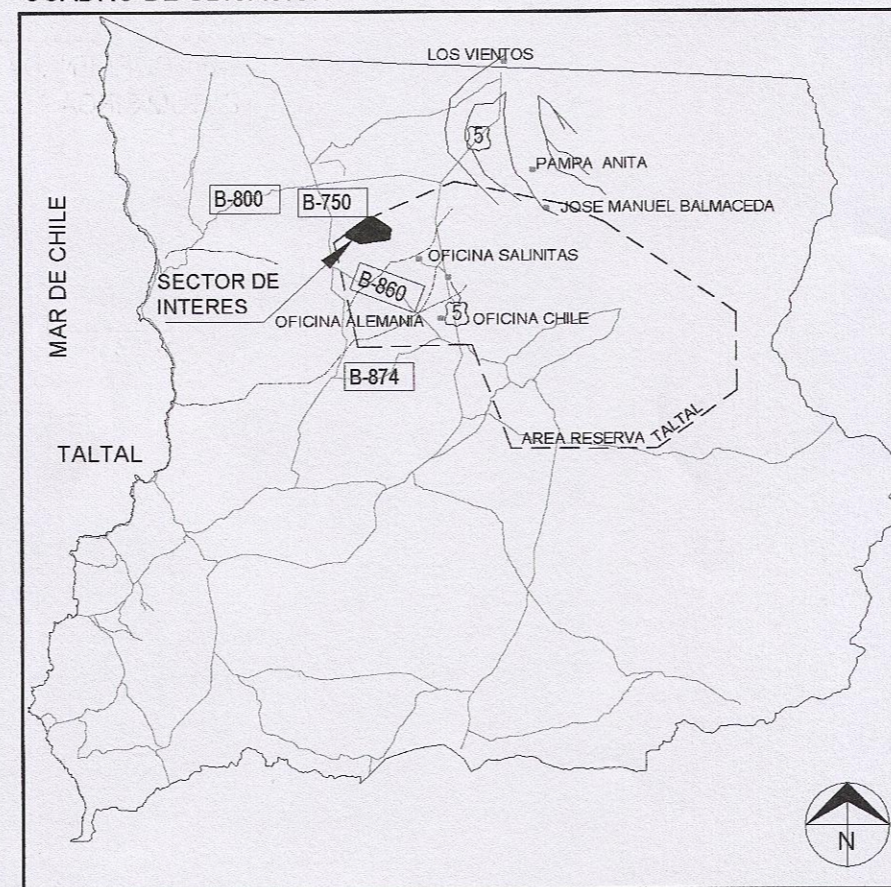 LOS VIENTOS
5
PAMPA ANITA
B-800
B-750
JOSE MANUEL BALMACEDA
MAR DE CHILE
OFICINA SALINITAS
SECTOR DE
INTERES
B-860
OFICINA ALEMANIA
5
OFICINA CHILE
B-874
AREA RESERVA TALTAL
TALTAL
N